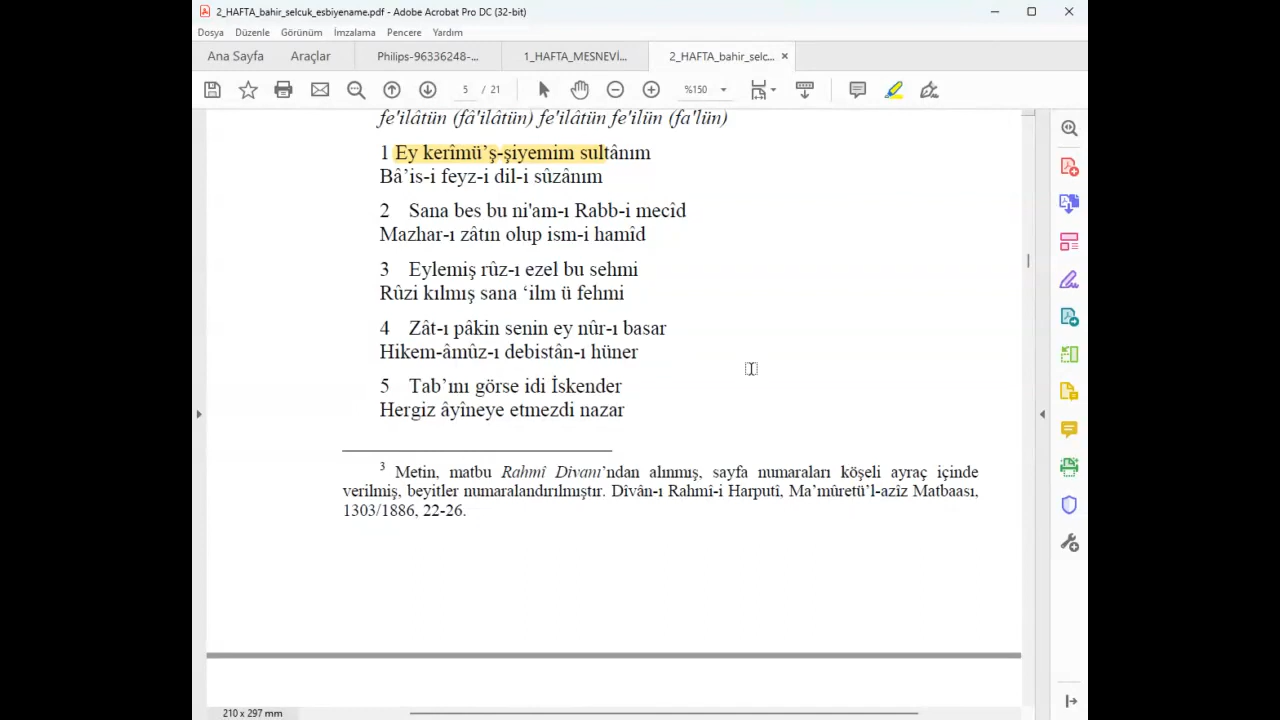 2_HAFTA_bahir_selcuk_esbiyename.pdf - Adobe Acrobat Pro DC (32-bit)
Dosya Düzenle Görünüm İmzalama Pencere Yardım
Ana Sayfa Araçlar Philips-96336248-... 1_HAFTA_MESNEVİ... 2_HAFTA_bahir_selc... ×
5 / 21 %150
fe'ilâtün (fâ'ilâtün) fe'ilâtün fe'ilün (fa'lün)
1 Ey kerîmü’ş-şiyemim sultânım
Bâ’is-i feyz-i dil-i sûzânım
2 Sana bes bu ni'am-ı Rabb-i mecîd
Mazhar-ı zâtın olup ism-i hamîd
3 Eylemiş rûz-ı ezel bu sehmi
Rûzi kılmış sana ‘ilm ü fehmi
4 Zât-ı pâkin senin ey nûr-ı basar
Hikem-âmûz-ı debistân-ı hüner
5 Tab’ını görse idi İskender
Hergiz âyîneye etmezdi nazar
3 Metin, matbu Rahmî Divanı’ndan alınmış, sayfa numaraları köşeli ayraç içinde
verilmiş, beyitler numaralandırılmıştır. Dîvân-ı Rahmî-i Harputî, Ma’mûretü’l-azîz Matbaası,
1303/1886, 22-26.
210 x 297 mm